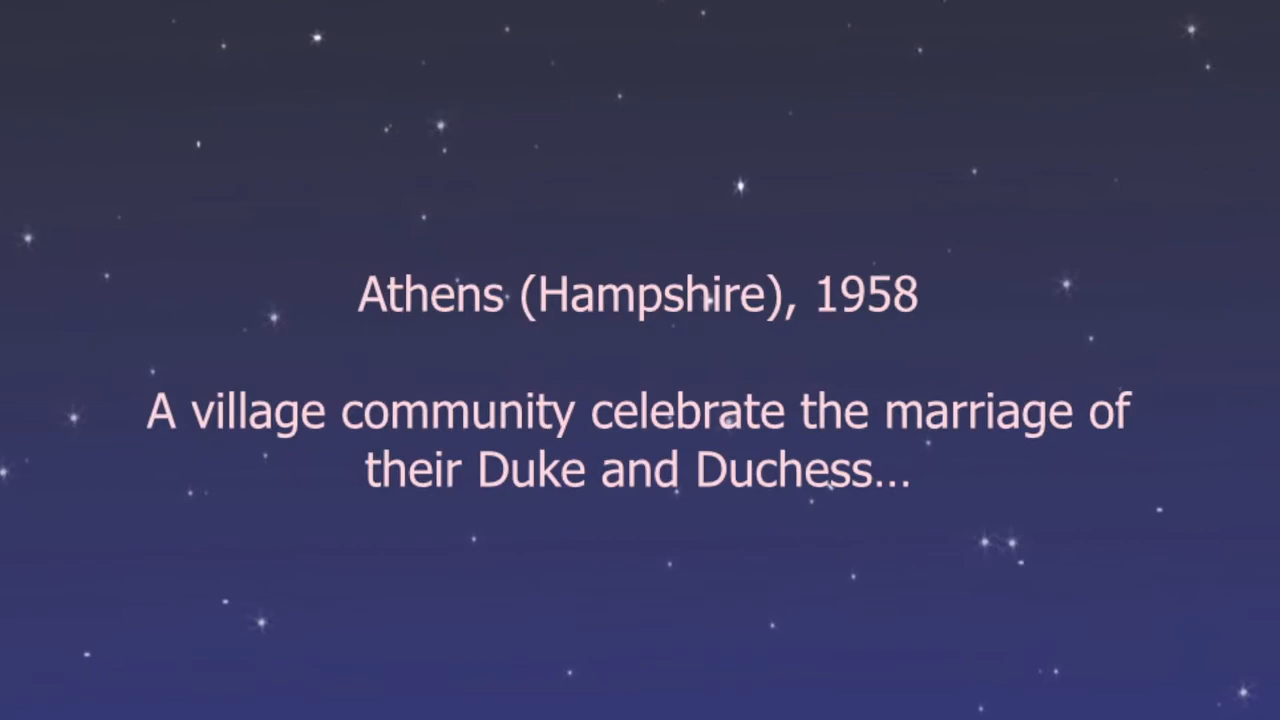 Athens (Hampshire), 1958
A village community celebrate the marriage of
their Duke and Duchess...